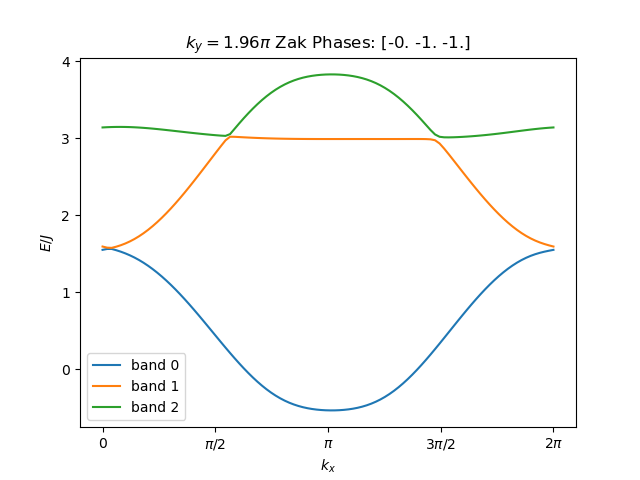 k_y = 1.96π Zak Phases: [-0. -1. -1.]
4
3
2
1
0
E/J
band 0
band 1
band 2
0 π/2 π 3π/2 2π
k_x